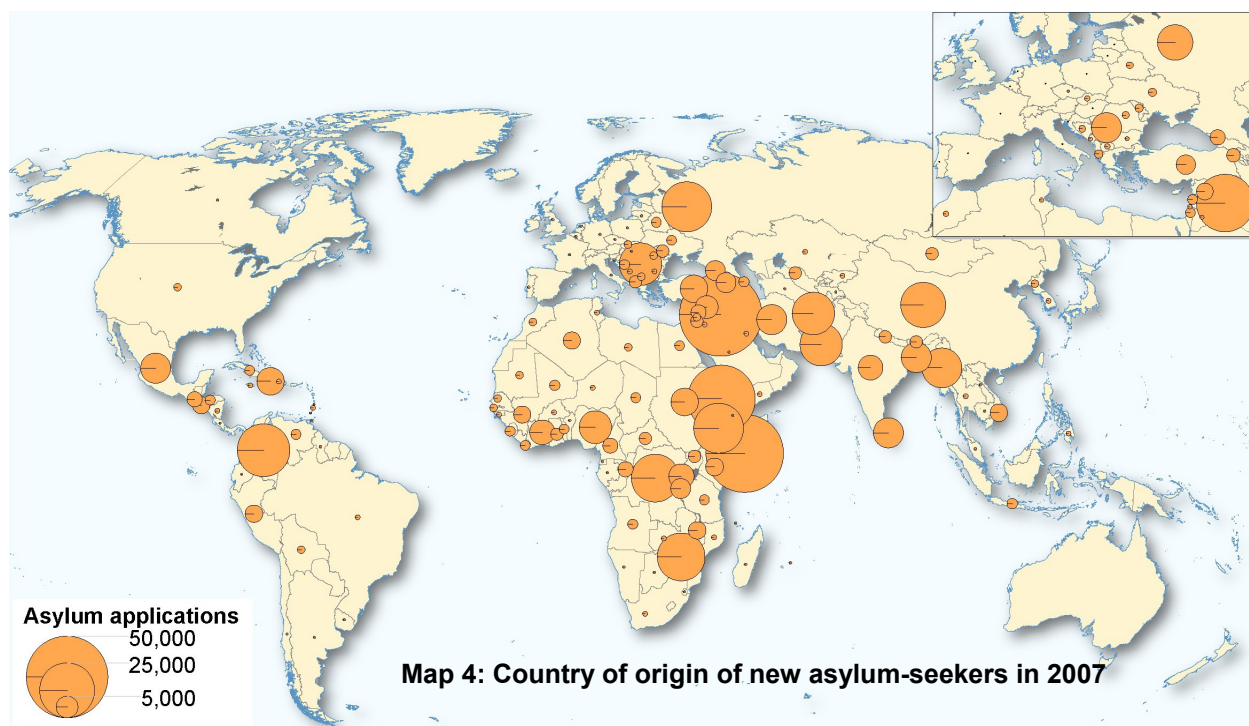 Asylum applications
50,000
25,000
5,000
Map 4: Country of origin of new asylum-seekers in 2007